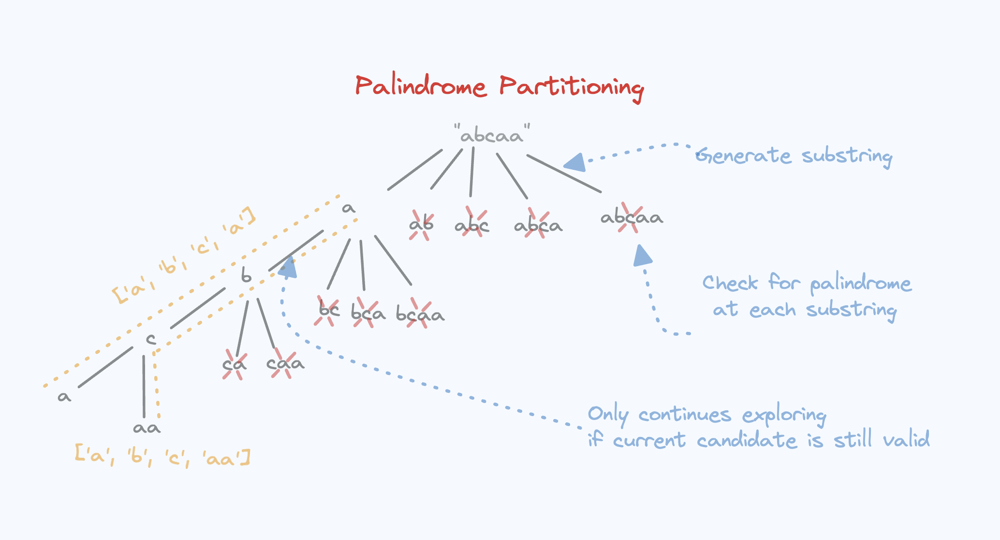 Palindrome Partitioning
"abcaa"
Generate substring
a
ab
abc
abca
abcaa
['a', 'b', 'c', 'a']
b
bc
bca
bcaa
Check for palindrome
at each substring
c
ca
caa
a
aa
Only continues exploring
if current candidate is still valid
['a', 'b', 'c', 'aa']